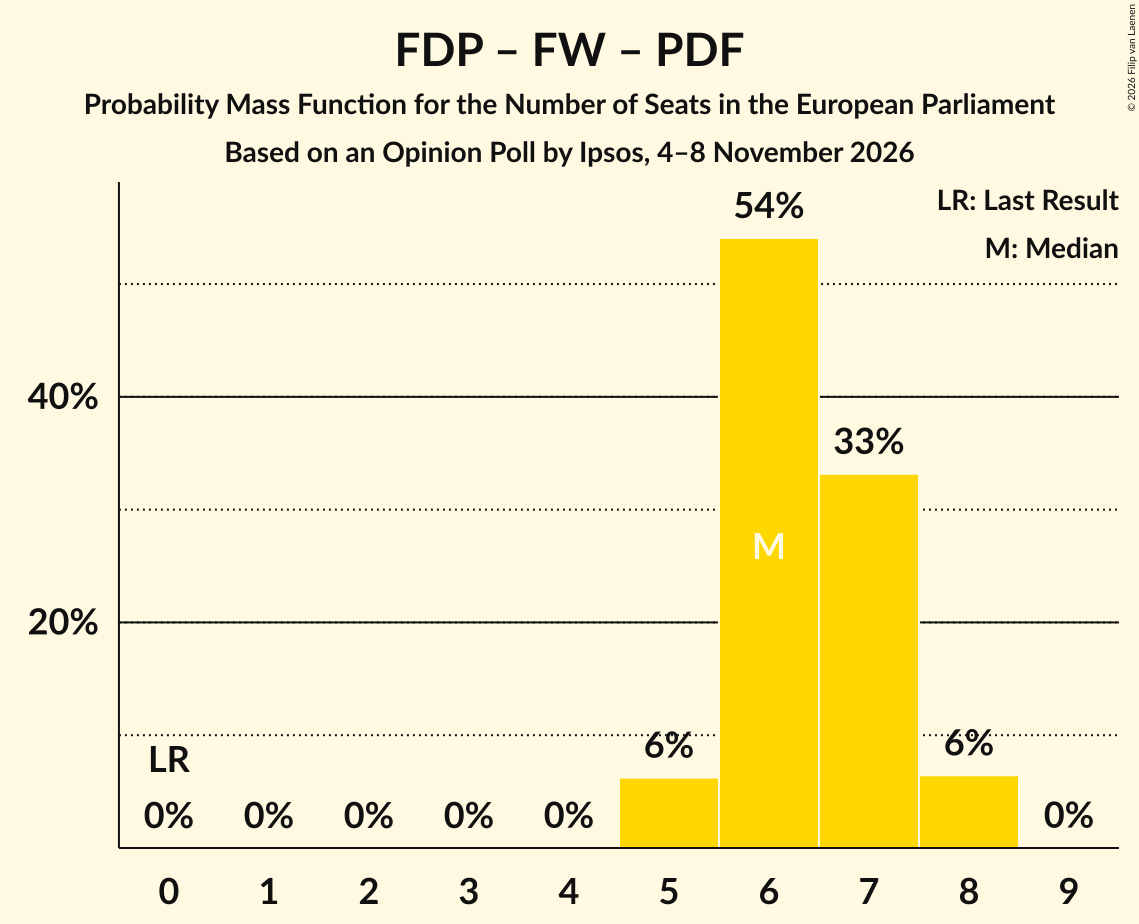 FDP – FW – PDF
Probability Mass Function for the Number of Seats in the European Parliament
Based on an Opinion Poll by Ipsos, 4–8 November 2026
© 2026 Filip van Laenen
LR: Last Result
M: Median
54%
40%
33%
M
20%
LR
6%
6%
0%
0%
0%
0%
0%
0%
0 1 2 3 4 5 6 7 8 9